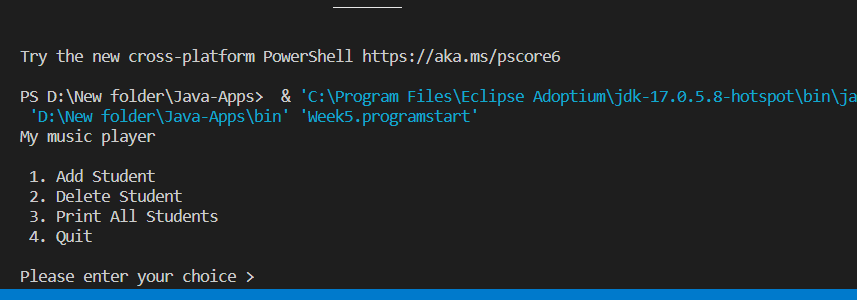 Try the new cross-platform PowerShell https://aka.ms/pscore6
PS D:\New folder\Java-Apps>  & 'C:\Program Files\Eclipse Adoptium\jdk-17.0.5.8-hotspot\bin\ja
'D:\New folder\Java-Apps\bin' 'Week5.programstart'
My music player
1. Add Student
2. Delete Student
3. Print All Students
4. Quit
Please enter your choice >